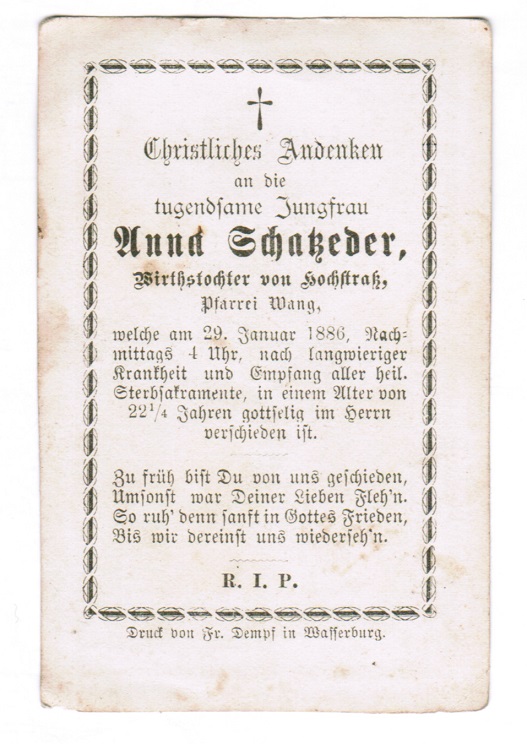 Christliches Andenken
an die
tugendsame Jungfrau
Anna Schatzeder,
Wirthstochter von Hochstraß,
Pfarrei Wang,
welche am 29. Januar 1886, Nach=
mittags 4 Uhr, nach langwieriger
Krankheit und Empfang aller heil.
Sterbsakramente, in einem Alter von
22¼ Jahren gottselig im Herrn
verschieden ist.
Zu früh bist Du von uns geschieden,
Umsonst war Deiner Lieben Fleh'n.
So ruh' denn sanft in Gottes Frieden,
Bis wir dereinst uns wiederseh'n.
R. I. P.
Druck von Fr. Dempf in Wasserburg.